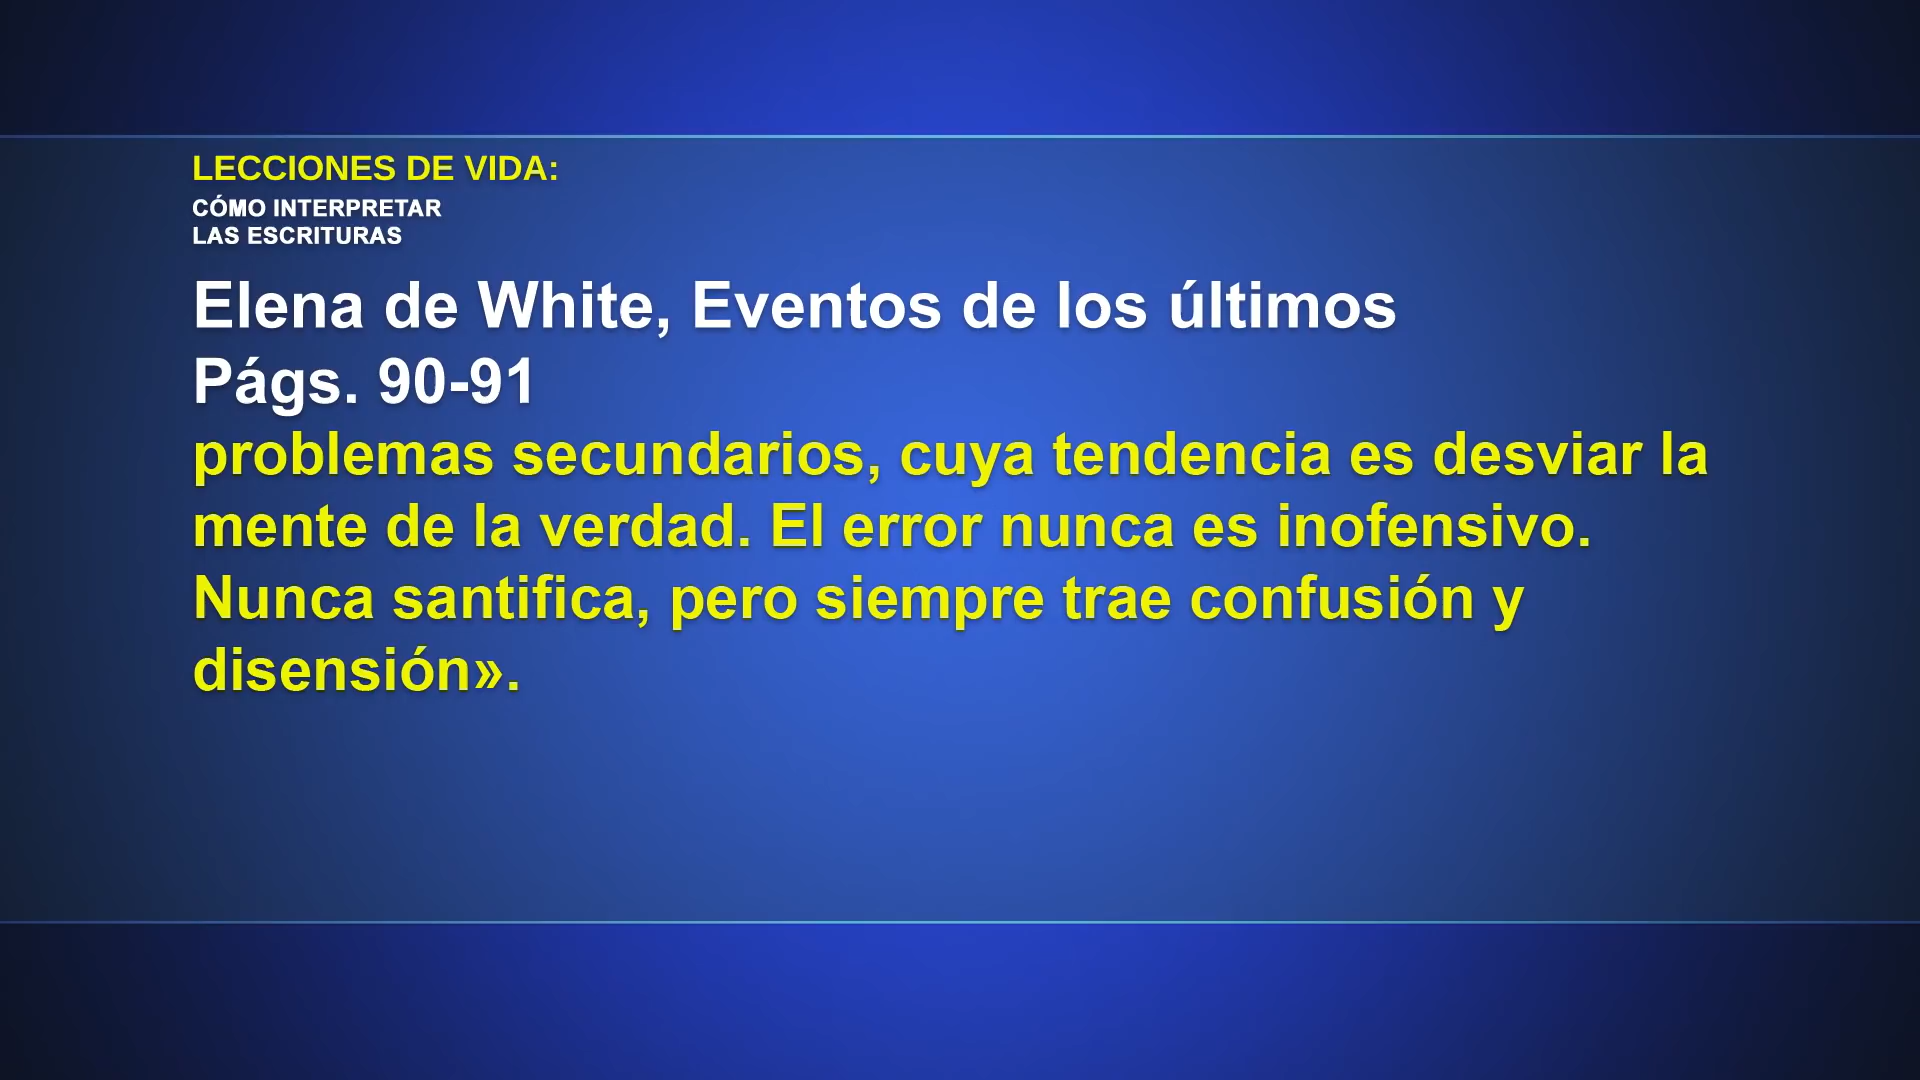 LECCIONES DE VIDA:
CÓMO INTERPRETAR
LAS ESCRITURAS
Elena de White, Eventos de los últimos
Págs. 90-91
problemas secundarios, cuya tendencia es desviar la
mente de la verdad. El error nunca es inofensivo.
Nunca santifica, pero siempre trae confusión y
disensión».